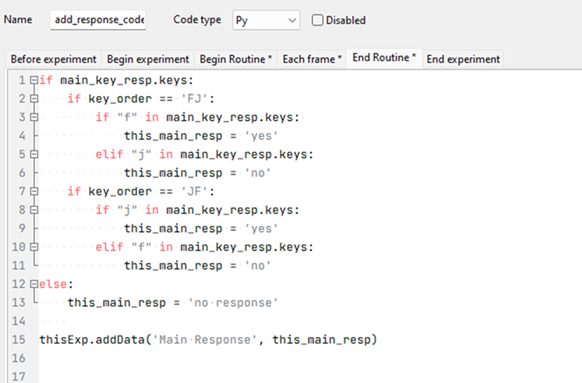 Name add_response_code Code type Py Disabled
Before experiment Begin experiment Begin Routine * Each frame * End Routine * End experiment
1 if main_key_resp.keys:
2     if key_order == 'FJ':
3         if "f" in main_key_resp.keys:
4             this_main_resp = 'yes'
5         elif "j" in main_key_resp.keys:
6             this_main_resp = 'no'
7     if key_order == 'JF':
8         if "j" in main_key_resp.keys:
9             this_main_resp = 'yes'
10         elif "f" in main_key_resp.keys:
11             this_main_resp = 'no'
12 else:
13     this_main_resp = 'no response'
14
15 thisExp.addData('Main Response', this_main_resp)
16
17